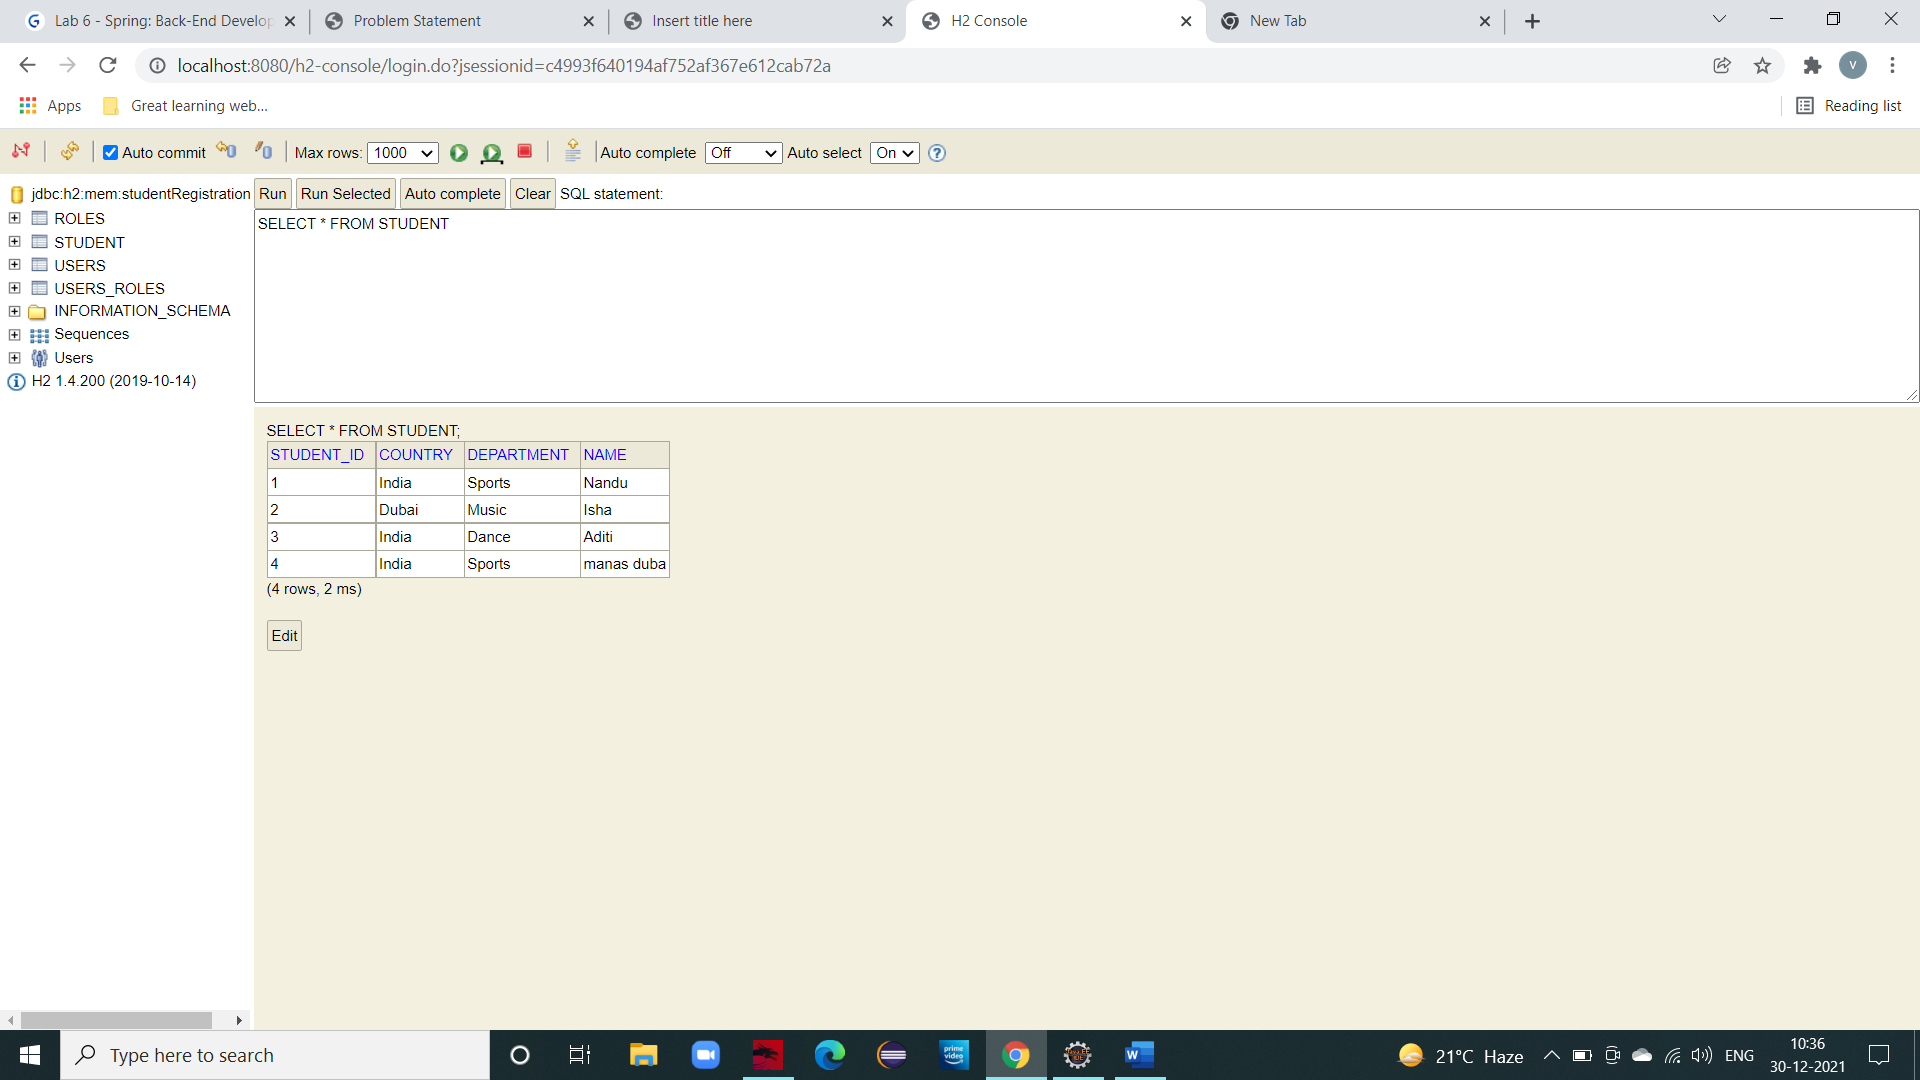 Lab 6 - Spring: Back-End Develop
Problem Statement
Insert title here
H2 Console
New Tab
localhost:8080/h2-console/login.do?jsessionid=c4993f640194af752af367e612cab72a
V
Apps
Great learning web...
Reading list
Auto commit
Max rows: 1000
Auto complete Off
Auto select On
jdbc:h2:mem:studentRegistration
Run
Run Selected
Auto complete
Clear
SQL statement:
ROLES
STUDENT
USERS
USERS_ROLES
INFORMATION_SCHEMA
Sequences
Users
H2 1.4.200 (2019-10-14)
SELECT * FROM STUDENT
SELECT * FROM STUDENT;
STUDENT_ID COUNTRY DEPARTMENT NAME
1 India Sports Nandu
2 Dubai Music Isha
3 India Dance Aditi
4 India Sports manas duba
(4 rows, 2 ms)
Edit
Type here to search
prime video
21°C Haze
ENG
10:36
30-12-2021